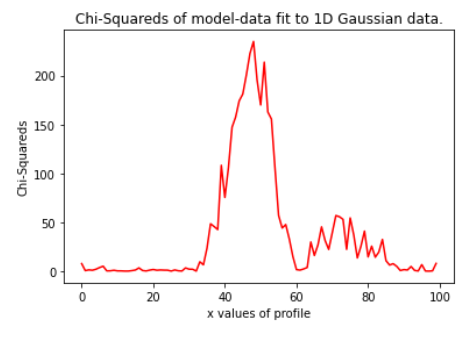 Chi-Squareds of model-data fit to 1D Gaussian data.
200
150
100
50
0
Chi-Squareds
0 20 40 60 80 100
x values of profile